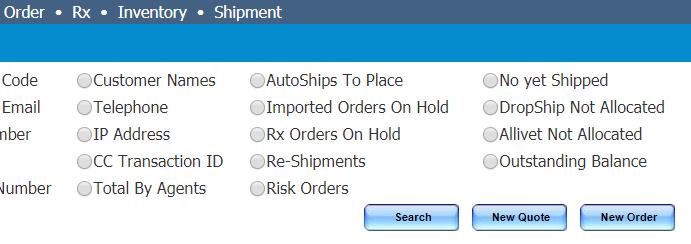 Order • Rx • Inventory • Shipment
Code Customer Names AutoShips To Place No yet Shipped
Email Telephone Imported Orders On Hold DropShip Not Allocated
mber IP Address Rx Orders On Hold Allivet Not Allocated
CC Transaction ID Re-Shipments Outstanding Balance
Number Total By Agents Risk Orders
Search New Quote New Order